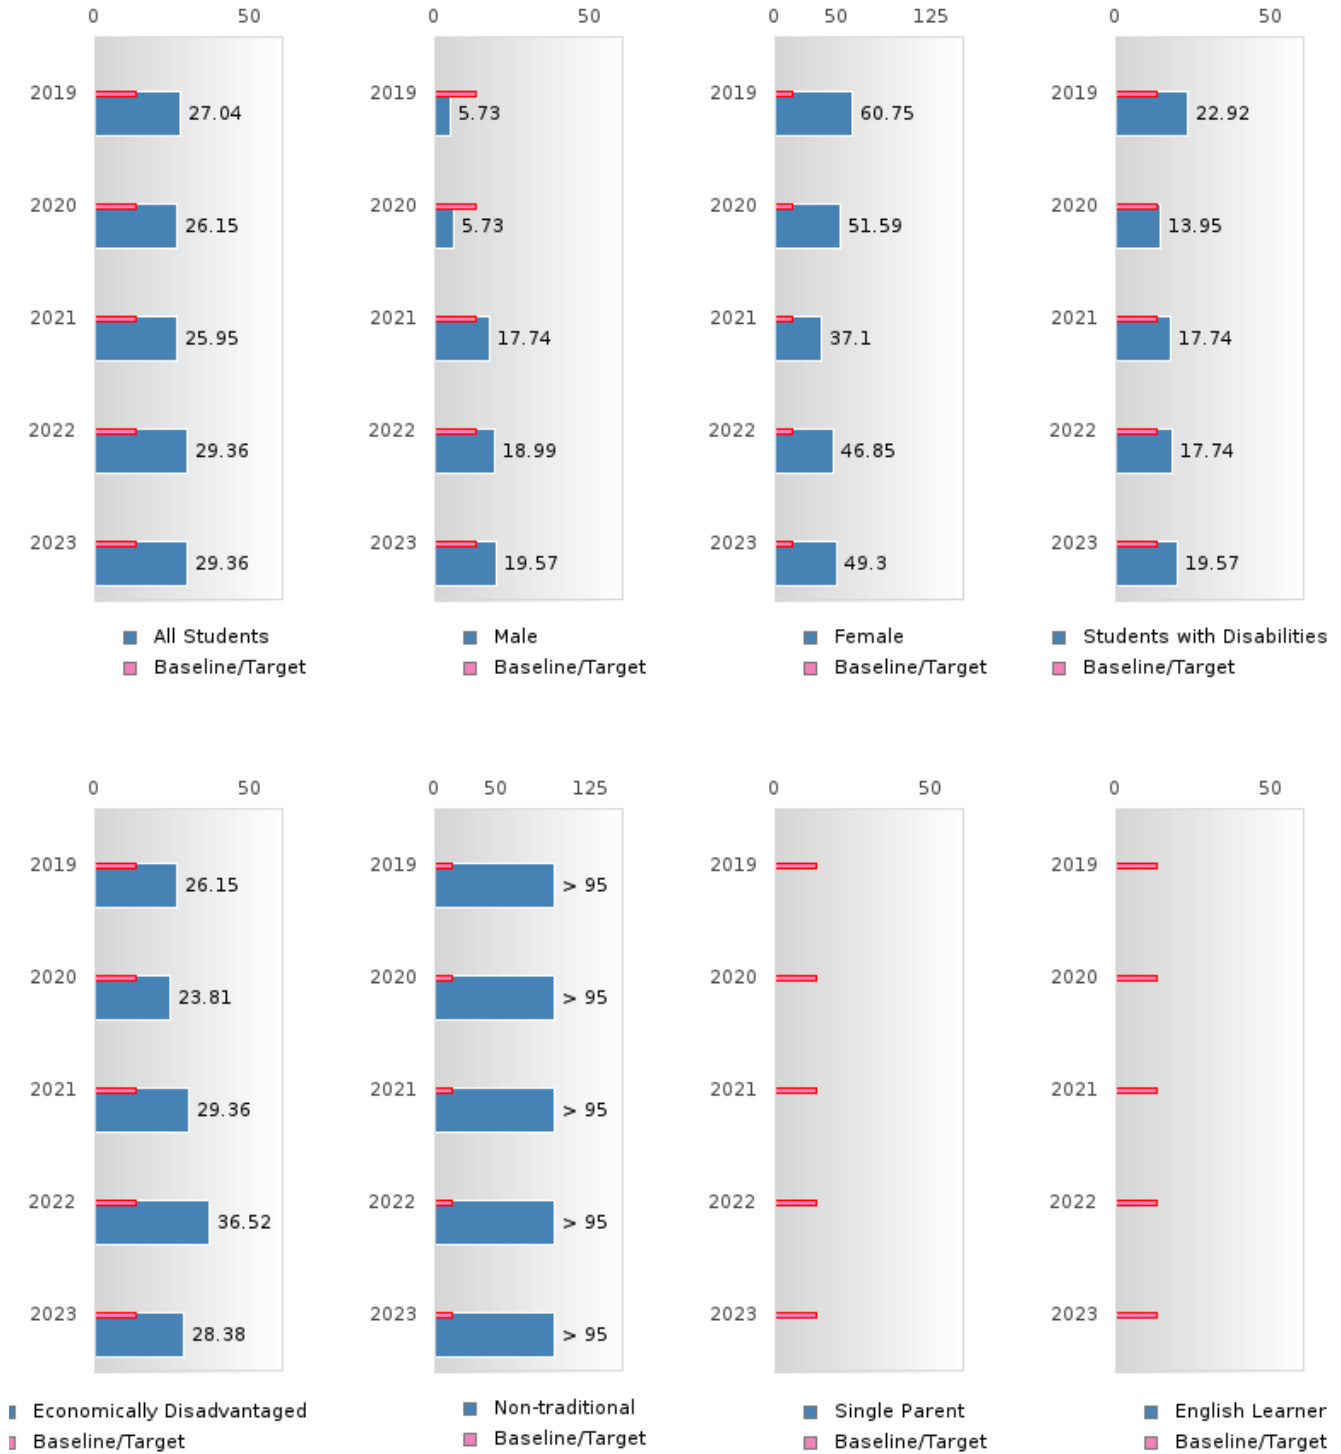 0 50
2019 27.04
2020 26.15
2021 25.95
2022 29.36
2023 29.36
All Students
Baseline/Target
0 50
2019 5.73
2020 5.73
2021 17.74
2022 18.99
2023 19.57
Male
Baseline/Target
0 50 125
2019 60.75
2020 51.59
2021 37.1
2022 46.85
2023 49.3
Female
Baseline/Target
0 50
2019 22.92
2020 13.95
2021 17.74
2022 17.74
2023 19.57
Students with Disabilities
Baseline/Target
0 50
2019 26.15
2020 23.81
2021 29.36
2022 36.52
2023 28.38
Economically Disadvantaged
Baseline/Target
0 50 125
2019 > 95
2020 > 95
2021 > 95
2022 > 95
2023 > 95
Non-traditional
Baseline/Target
0 50
2019
2020
2021
2022
2023
Single Parent
Baseline/Target
0 50
2019
2020
2021
2022
2023
English Learner
Baseline/Target